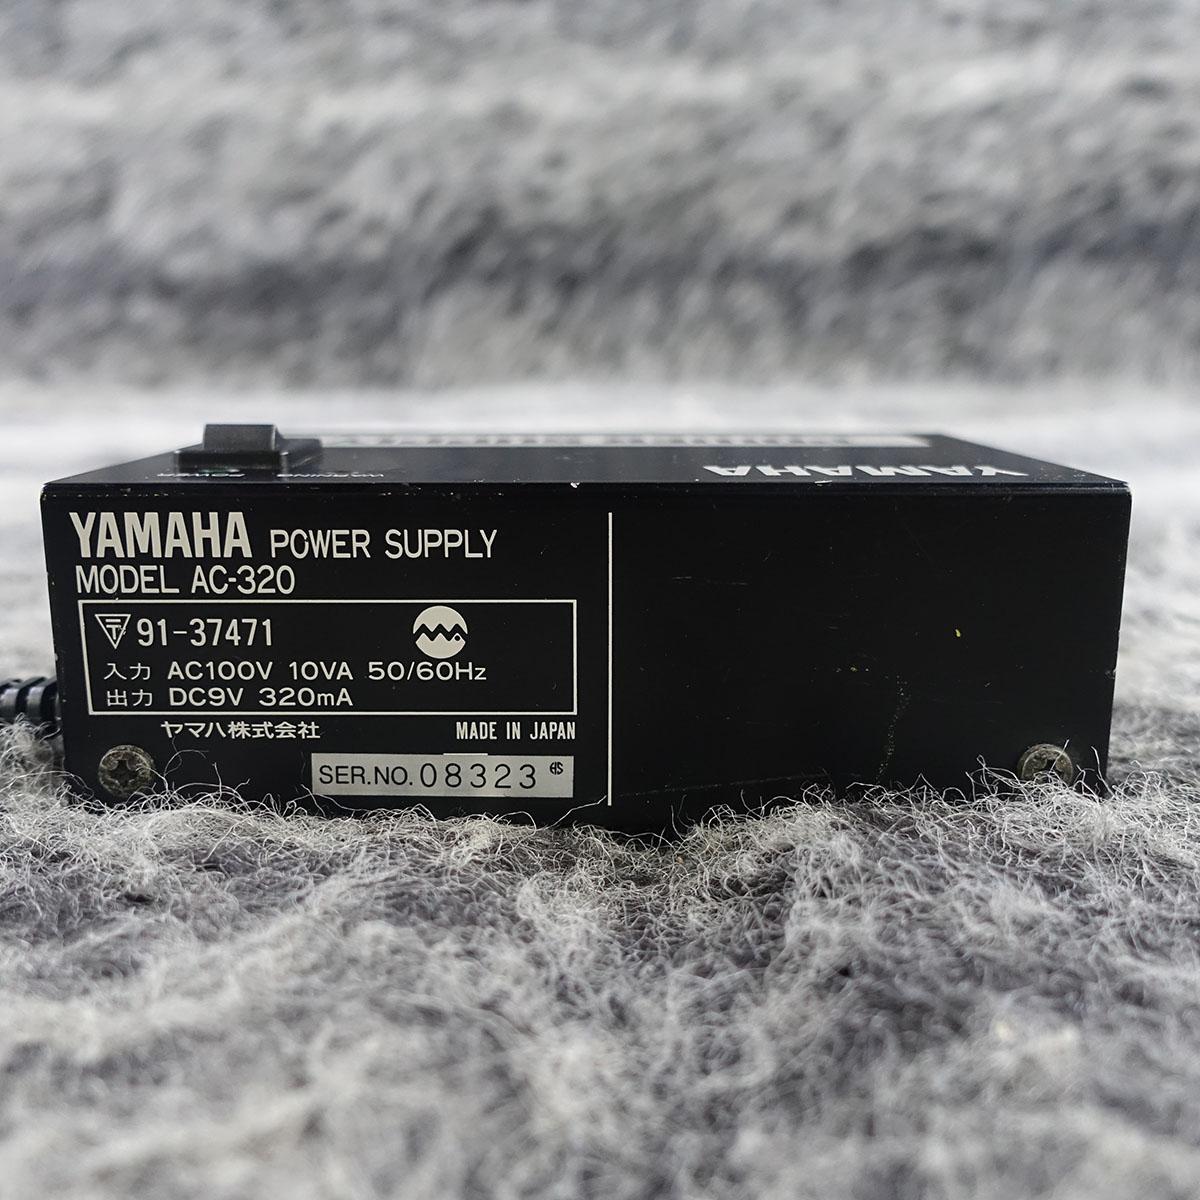 YAMAHA
YAMAHA POWER SUPPLY
MODEL AC-320
91-37471
入力 AC100V 10VA 50/60Hz
出力 DC9V 320mA
ヤマハ株式会社 MADE IN JAPAN
SER.NO. 08323